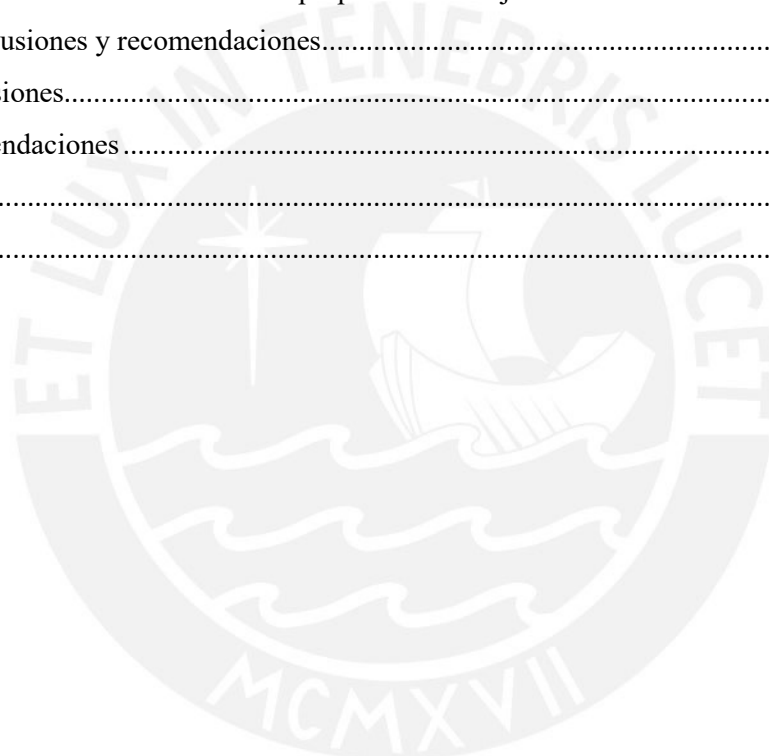 usiones y recomendaciones....................................................................
siones...............................................................................................................
endaciones.......................................................................................................
.........................................................................................................................
.........................................................................................................................
ET LUX IN TENEBRIS LUCET
MCMXVII